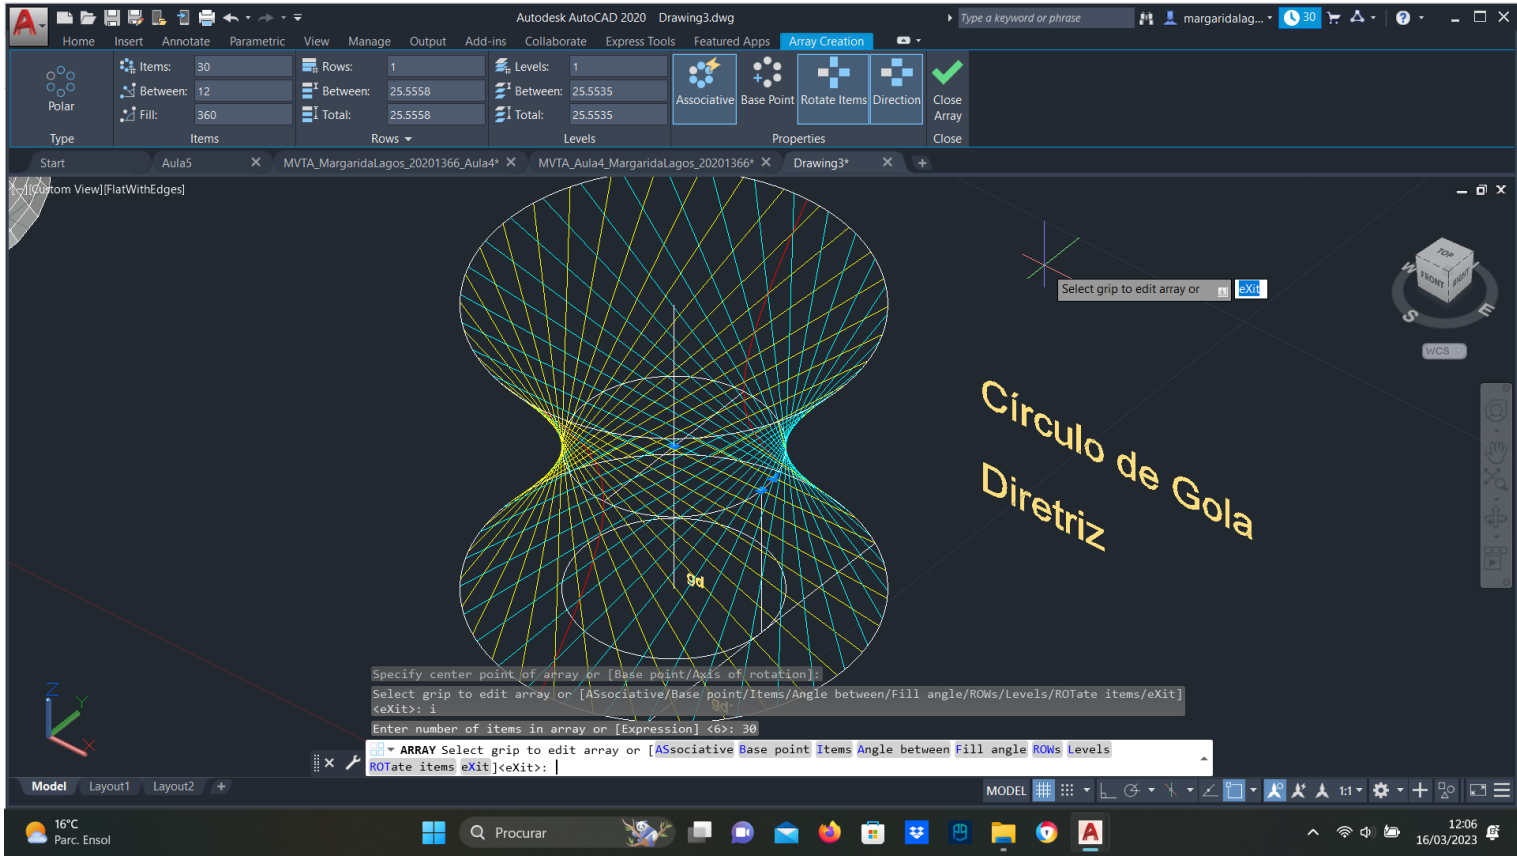 Autodesk AutoCAD 2020   Drawing3.dwg
Type a keyword or phrase
margaridalag...
30
Home Insert Annotate Parametric View Manage Output Add-ins Collaborate Express Tools Featured Apps Array Creation
Polar
Type
Items: 30
Between: 12
Fill: 360
Items
Rows: 1
Between: 25.5558
Total: 25.5558
Rows
Levels: 1
Between: 25.5535
Total: 25.5535
Levels
Associative Base Point Rotate Items Direction
Properties
Close
Array
Close
Start Aula5 MVTA_MargaridaLagos_20201366_Aula4* MVTA_Aula4_MargaridaLagos_20201366* Drawing3*
[–][Custom View][FlatWithEdges]
Select grip to edit array or eXit
TOP
FRONT RIGHT
W
S E
WCS
Círculo de Gola
Diretriz
gd
gd
Z
Y
X
Specify center point of array or [Base point/Axis of rotation]:
Select grip to edit array or [ASsociative/Base point/Items/Angle between/Fill angle/ROWs/Levels/ROTate items/eXit]
<eXit>: i
Enter number of items in array or [Expression] <6>: 30
ARRAY Select grip to edit array or [ASsociative Base point Items Angle between Fill angle ROWs Levels
ROTate items eXit]<eXit>:
Model Layout1 Layout2 +
MODEL 1:1
16°C
Parc. Ensol
Procurar
12:06
16/03/2023